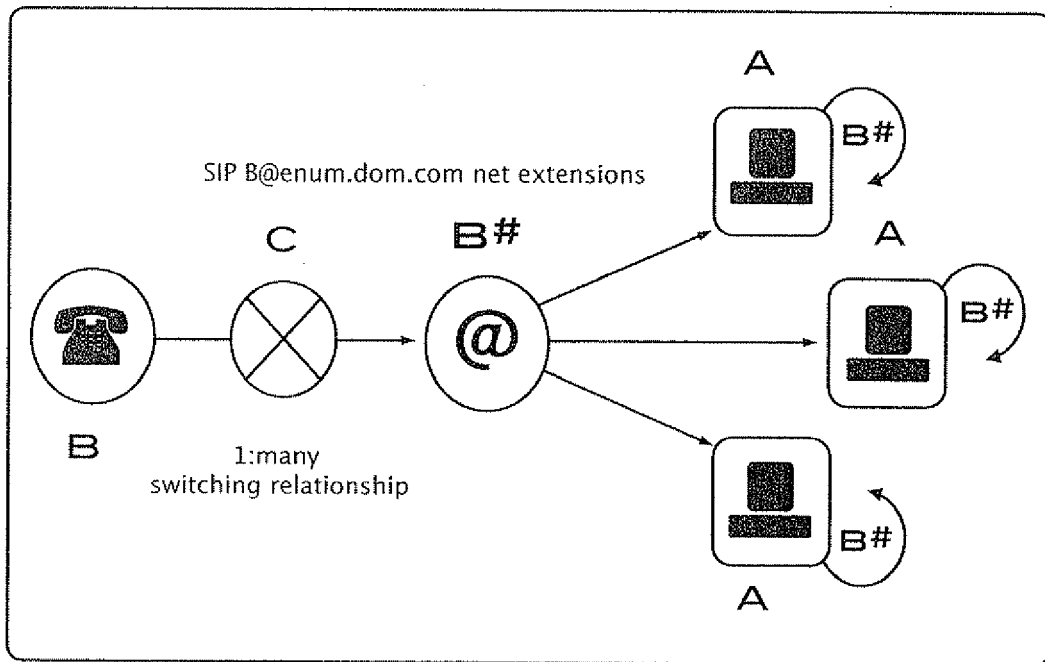 A
B#
SIP B@enum.dom.com net extensions
A
C
B#
B#
@
B
1:many
switching relationship
B#
A